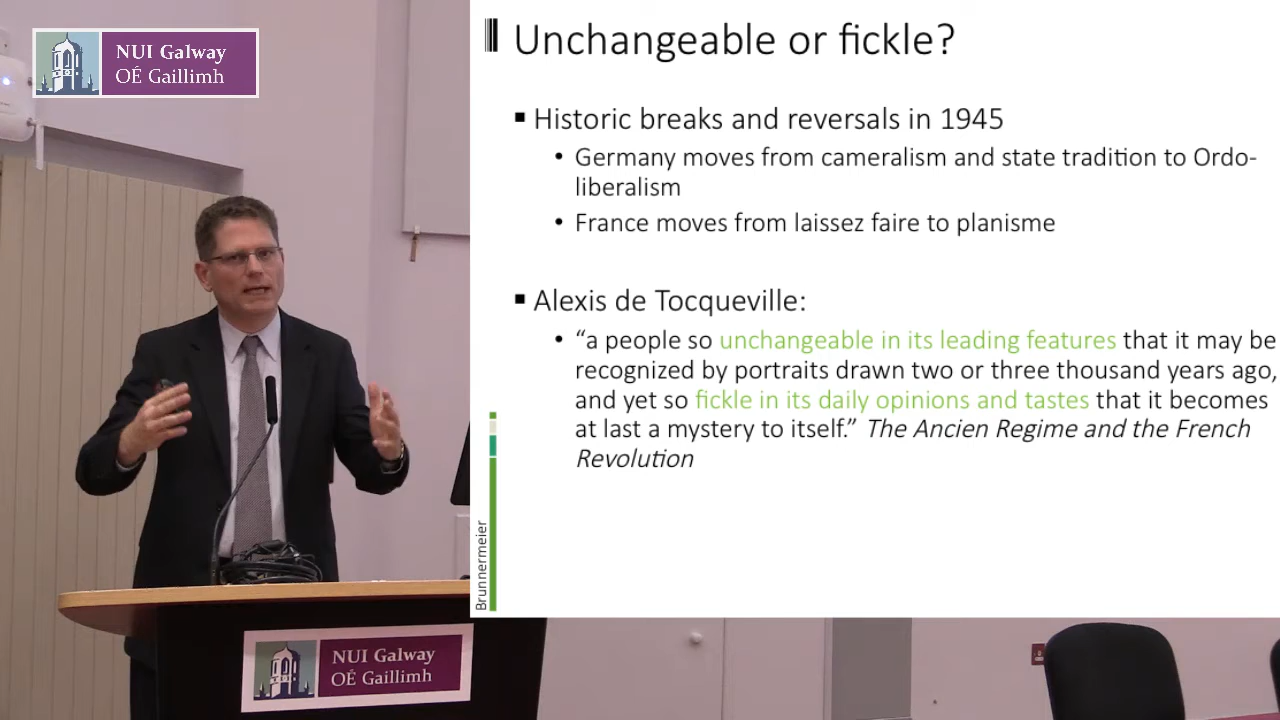 NUI Galway
OÉ Gaillimh
Unchangeable or fickle?
Historic breaks and reversals in 1945
Germany moves from cameralism and state tradition to Ordo-
liberalism
France moves from laissez faire to planisme
Alexis de Tocqueville:
“a people so unchangeable in its leading features that it may be
recognized by portraits drawn two or three thousand years ago,
and yet so fickle in its daily opinions and tastes that it becomes
at last a mystery to itself.” The Ancien Regime and the French
Revolution
Brunnermeier
NUI Galway
OÉ Gaillimh